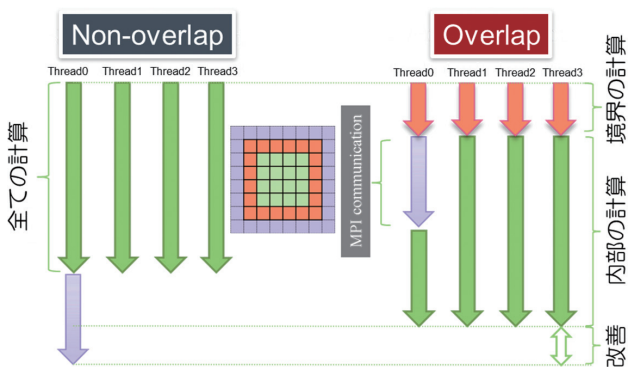 Non-overlap
Overlap
Thread0 Thread1 Thread2 Thread3
Thread0 Thread1 Thread2 Thread3
全ての計算
MPI communication
境界の計算
内部の計算
改善